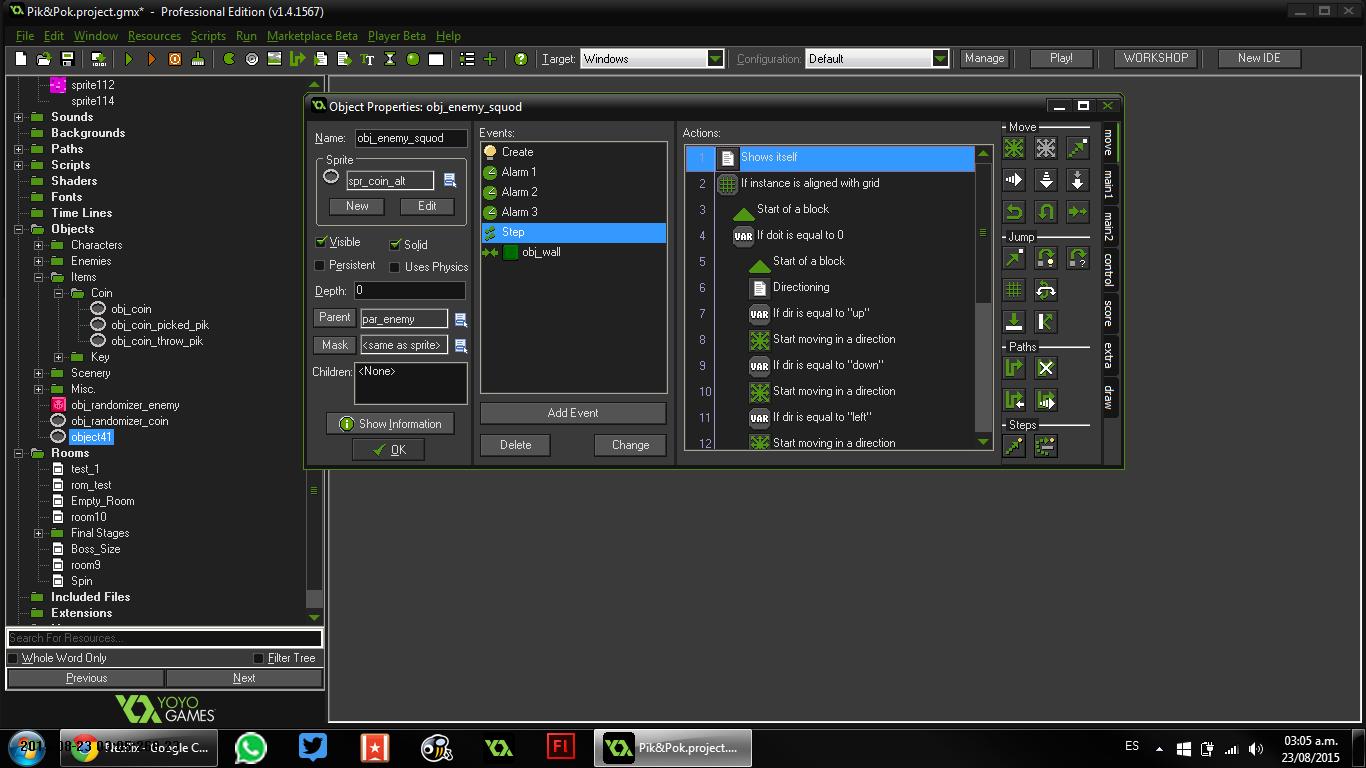 Pik&Pok.project.gmx* - Professional Edition (v1.4.1567)
File Edit Window Resources Scripts Run Marketplace Beta Player Beta Help
Target: Windows Configuration: Default Manage Play! WORKSHOP New IDE
sprite112
sprite114
Sounds
Backgrounds
Paths
Scripts
Shaders
Fonts
Time Lines
Objects
Characters
Enemies
Items
Coin
obj_coin
obj_coin_picked_pik
obj_coin_throw_pik
Key
Scenery
Misc.
obj_randomizer_enemy
obj_randomizer_coin
object41
Rooms
test_1
rom_test
Empty_Room
room10
Final Stages
Boss_Size
room9
Spin
Included Files
Extensions
Search For Resources...
Whole Word Only Filter Tree
Previous Next
YOYO
GAMES
Object Properties: obj_enemy_squod
Name: obj_enemy_squod
Sprite
spr_coin_alt
New Edit
Visible Solid
Persistent Uses Physics
Depth: 0
Parent par_enemy
Mask <same as sprite>
Children: <None>
Show Information
OK
Events:
Create
Alarm 1
Alarm 2
Alarm 3
Step
obj_wall
Add Event
Delete Change
Actions:
1 Shows itself
2 If instance is aligned with grid
3 Start of a block
4 VAR If doit is equal to 0
5 Start of a block
6 Directioning
7 VAR If dir is equal to "up"
8 Start moving in a direction
9 VAR If dir is equal to "down"
10 Start moving in a direction
11 VAR If dir is equal to "left"
12 Start moving in a direction
Move
Jump
Paths
Steps
move
main1
main2
control
score
extra
draw
Netflix - Google C...
Fl
Pik&Pok.project....
ES
03:05 a.m.
23/08/2015